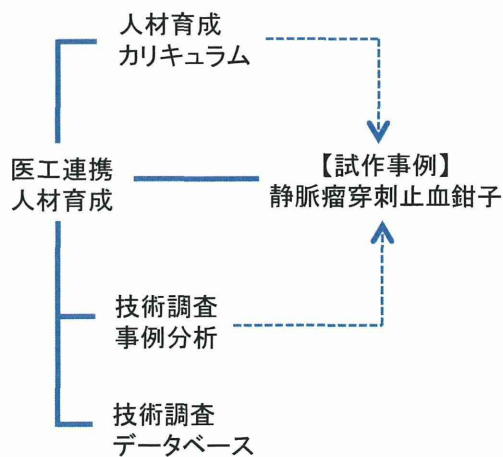 人材育成
カリキュラム
医工連携
人材育成
【試作事例】
静脈瘤穿刺止血鉗子
技術調査
事例分析
技術調査
データベース